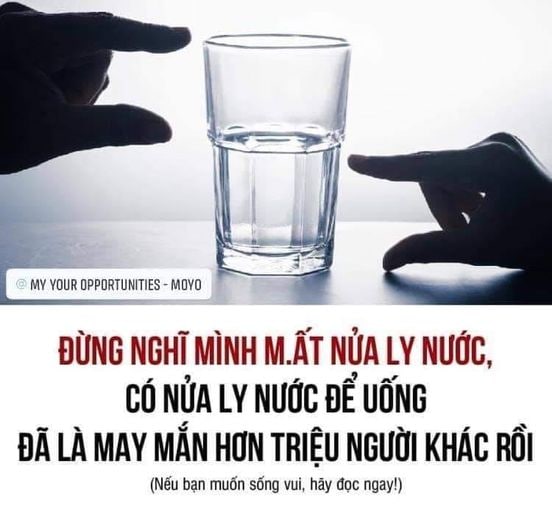 @ MY YOUR OPPORTUNITIES - MOYO
ĐỪNG NGHĨ MÌNH M.ẤT NỬA LY NƯỚC,
CÓ NỬA LY NƯỚC ĐỂ UỐNG
ĐÃ LÀ MAY MẮN HƠN TRIỆU NGƯỜI KHÁC RỒI
(Nếu bạn muốn sống vui, hãy đọc ngay!)